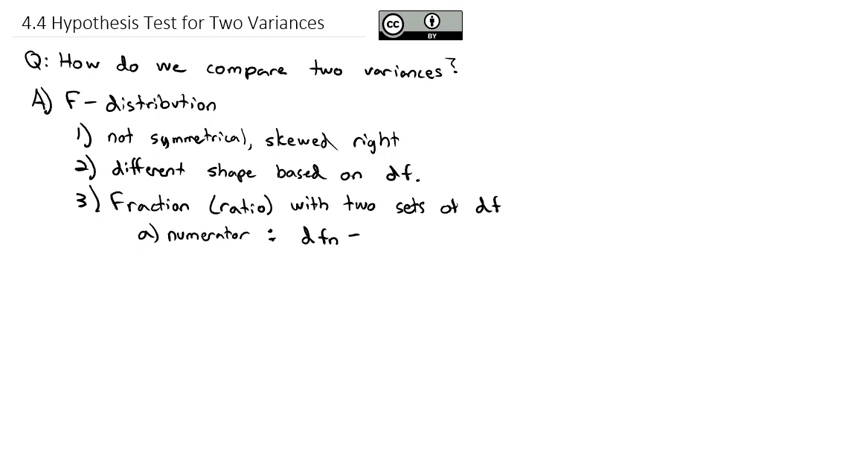 4.4 Hypothesis Test for Two Variances
cc BY
Q: How do we compare two variances?
A) F - distribution
1) not symmetrical, skewed right
2) different shape based on df.
3) Fraction (ratio) with two sets of df
a) numerator : dfn -